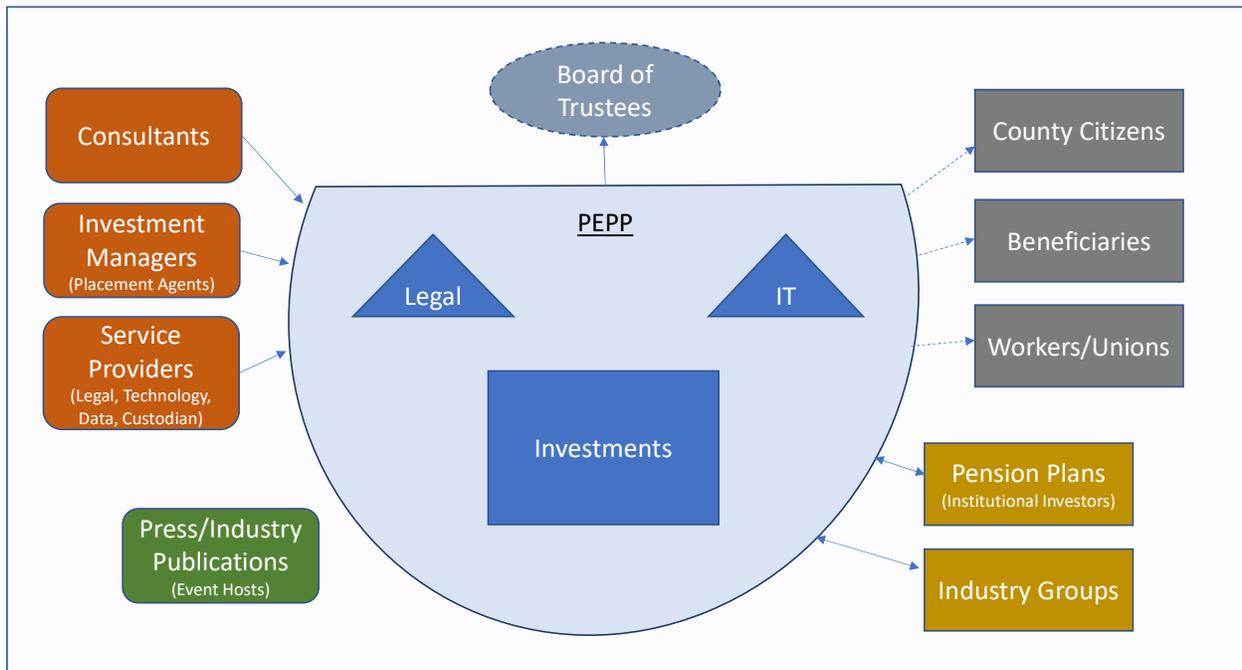 Board of
Trustees
Consultants
Investment
Managers
(Placement Agents)
Service
Providers
(Legal, Technology,
Data, Custodian)
Press/Industry
Publications
(Event Hosts)
PEPP
Legal
IT
Investments
County Citizens
Beneficiaries
Workers/Unions
Pension Plans
(Institutional Investors)
Industry Groups